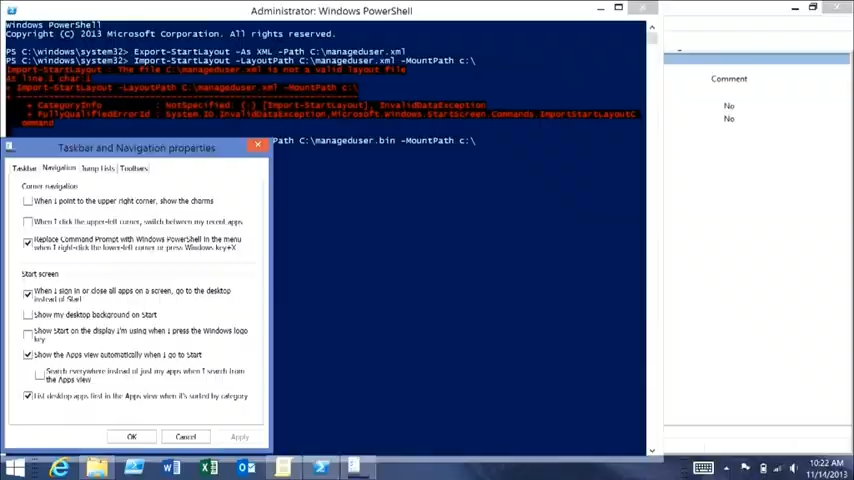 Administrator: Windows PowerShell
Windows PowerShell
Copyright (C) 2013 Microsoft Corporation. All rights reserved.
PS C:\windows\system32> Export-StartLayout -As XML -Path C:\manageduser.xml
PS C:\windows\system32> Import-StartLayout -LayoutPath C:\manageduser.xml -MountPath c:\
Import-StartLayout : The file C:\manageduser.xml is not a valid layout file
At line:1 char:1
+ Import-StartLayout -LayoutPath C:\manageduser.xml -MountPath c:\
+ CategoryInfo : NotSpecified: (:) [Import-StartLayout], InvalidDataException
+ FullyQualifiedErrorId : System.IO.InvalidDataException,Microsoft.Windows.StartScreen.Commands.ImportStartLayoutC
ommand
Path C:\manageduser.bin -MountPath c:\
Comment
No
No
Taskbar and Navigation properties
Taskbar Navigation Jump Lists Toolbars
Corner navigation
When I point to the upper right corner, show the charms
When I click the upper-left corner, switch between my recent apps
Replace Command Prompt with Windows PowerShell in the menu
when I right-click the lower-left corner or press Windows key+X
Start screen
When I sign in or close all apps on a screen, go to the desktop
instead of Start
Show my desktop background on Start
Show Start on the display I'm using when I press the Windows logo
key
Show the Apps view automatically when I go to Start
Search everywhere instead of just my apps when I search from
the Apps view
List desktop apps first in the Apps view when it's sorted by category
OK Cancel Apply
10:22 AM
11/14/2013